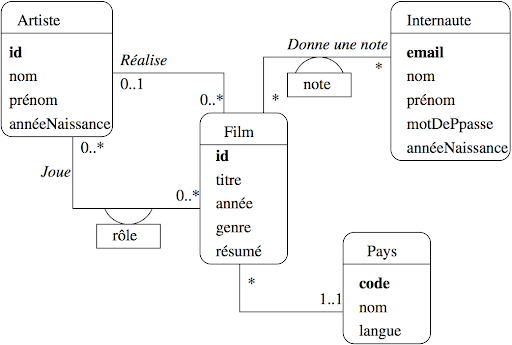 Artiste
id
nom
prénom
annéeNaissance
Réalise
0..1
0..*
Donne une note
*
*
note
Internaute
email
nom
prénom
motDePpasse
annéeNaissance
Joue
0..*
0..*
rôle
Film
id
titre
année
genre
résumé
*
1..1
Pays
code
nom
langue